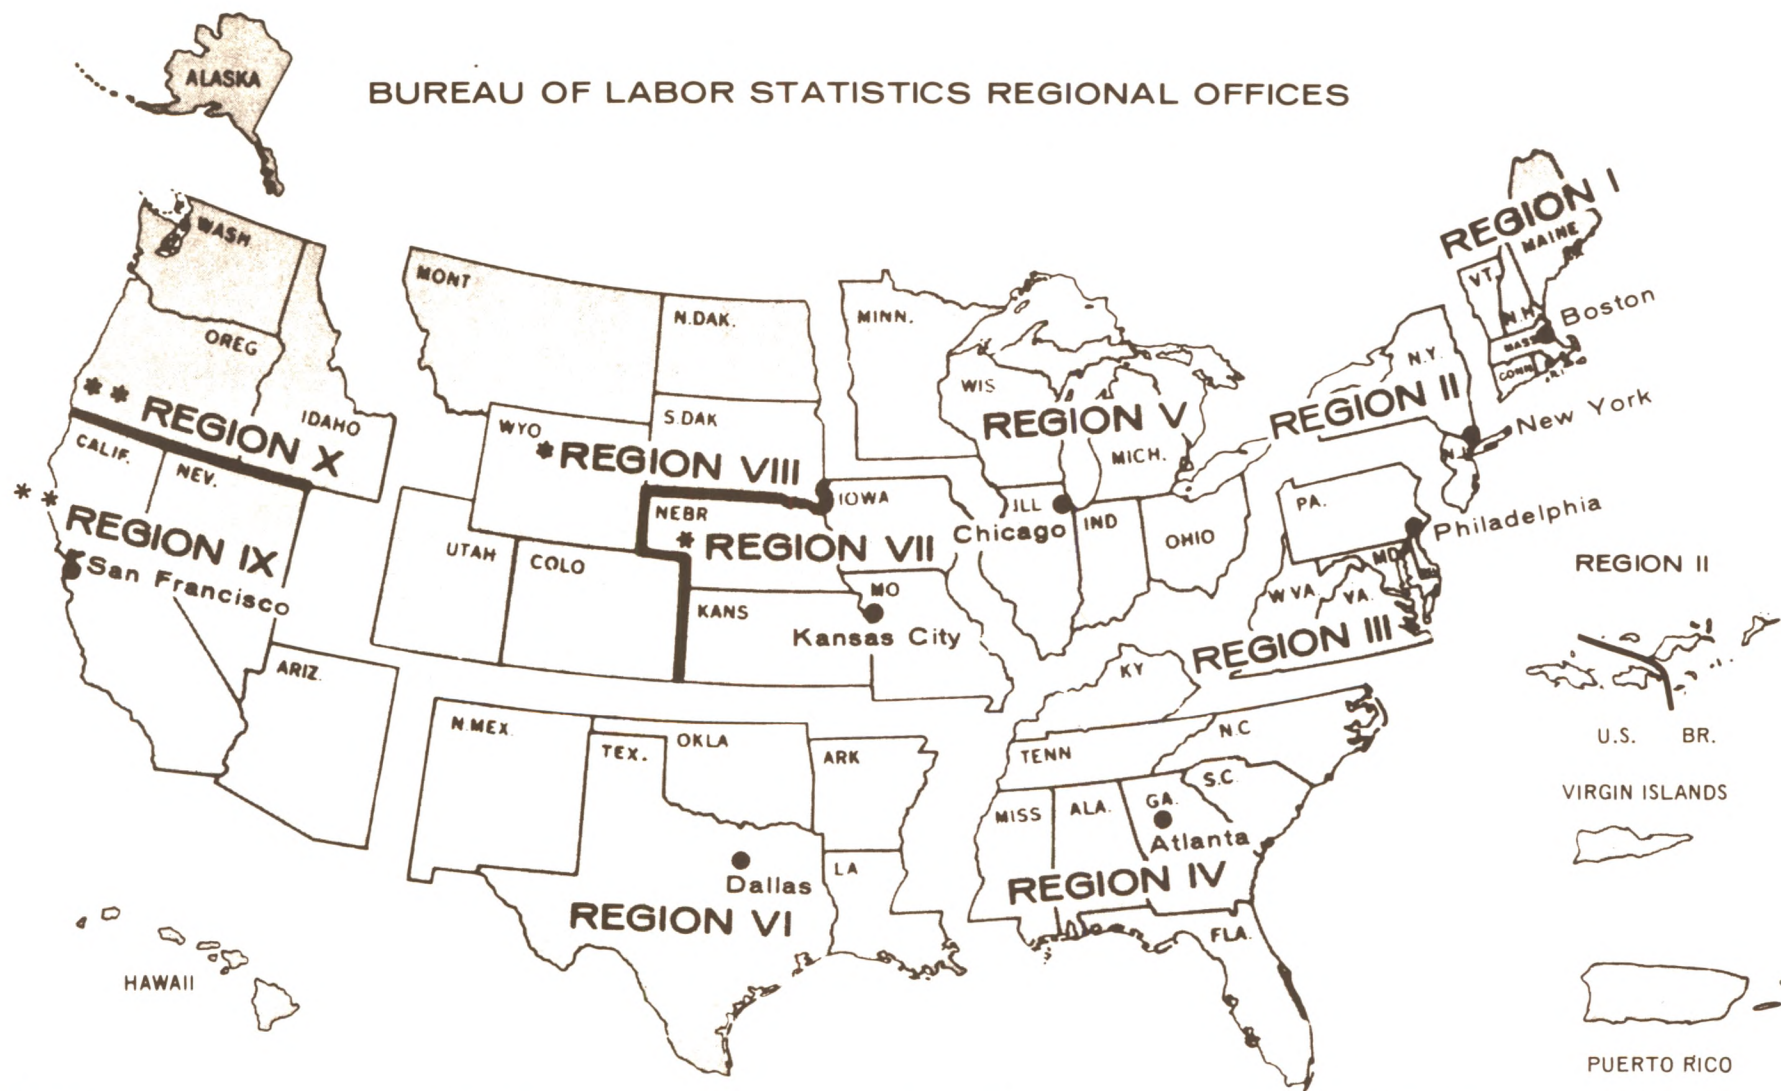 ALASKA
BUREAU OF LABOR STATISTICS REGIONAL OFFICES
REGION I
MAINE
WASH
VT.
MONT
N.H.
Boston
N.DAK.
MINN.
OREG
MASS
N.Y.
CONN
R.I.
WIS
** REGION X
IDAHO
WYO
S.DAK
REGION V
REGION II
New York
CALIF.
*REGION VIII
MICH.
N.J.
NEV.
** REGION IX
IOWA
ILL
PA.
NEBR
Chicago
IND
OHIO
Philadelphia
* REGION VII
UTAH
COLO
MD
REGION II
San Francisco
MO
W VA.
VA.
KANS
Kansas City
REGION III
ARIZ.
KY
N.MEX.
TEX.
OKLA
ARK
TENN
N.C
U.S.
BR.
S.C.
VIRGIN ISLANDS
MISS
ALA.
GA.
Atlanta
Dallas
LA
REGION IV
REGION VI
FLA.
HAWAII
PUERTO RICO